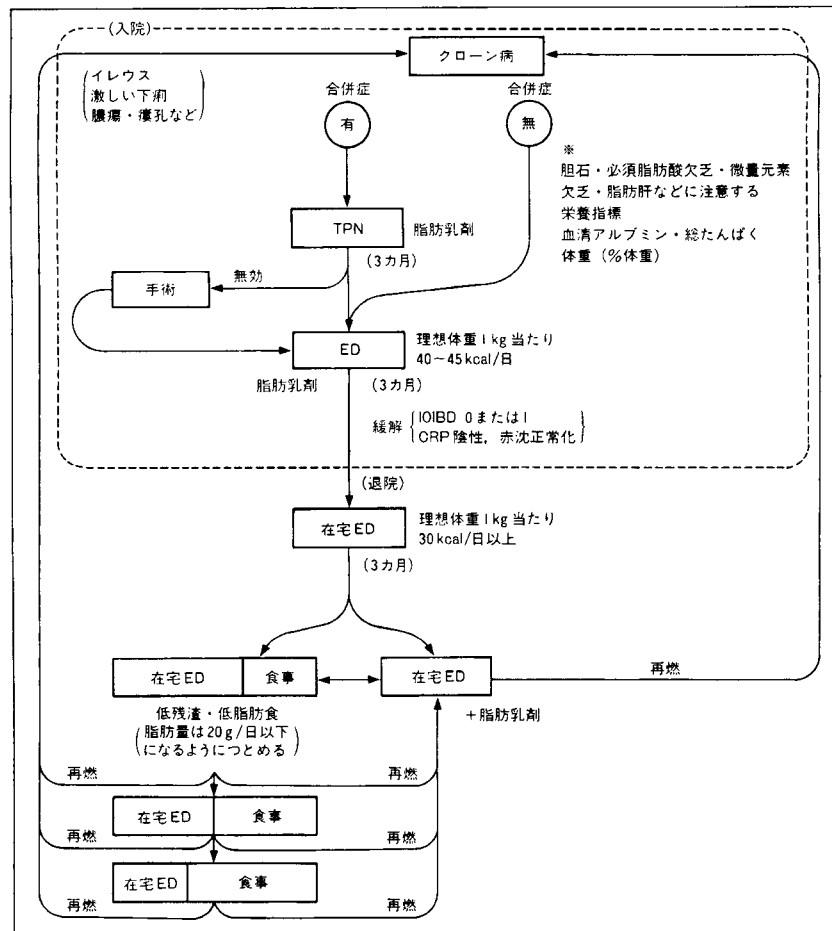 (入院)
クローン病
イレウス
激しい下痢
膿瘍・瘻孔など
合併症
有
合併症
無
※
胆石・必須脂肪酸欠乏・微量元素
欠乏・脂肪肝などに注意する
栄養指標
血清アルブミン・総たんぱく
体重(%体重)
TPN
脂肪乳剤
(3カ月)
無効
手術
ED
理想体重1kg当たり
40～45kcal/日
脂肪乳剤
(3カ月)
緩解
IOIBD 0または1
CRP陰性,赤沈正常化
(退院)
在宅ED
理想体重1kg当たり
30kcal/日以上
(3カ月)
在宅ED 食事
在宅ED
再燃
低残渣・低脂肪食
(脂肪量は20g/日以下
になるようにつとめる)
+脂肪乳剤
再燃
再燃
在宅ED 食事
再燃
再燃
在宅ED 食事
再燃
再燃